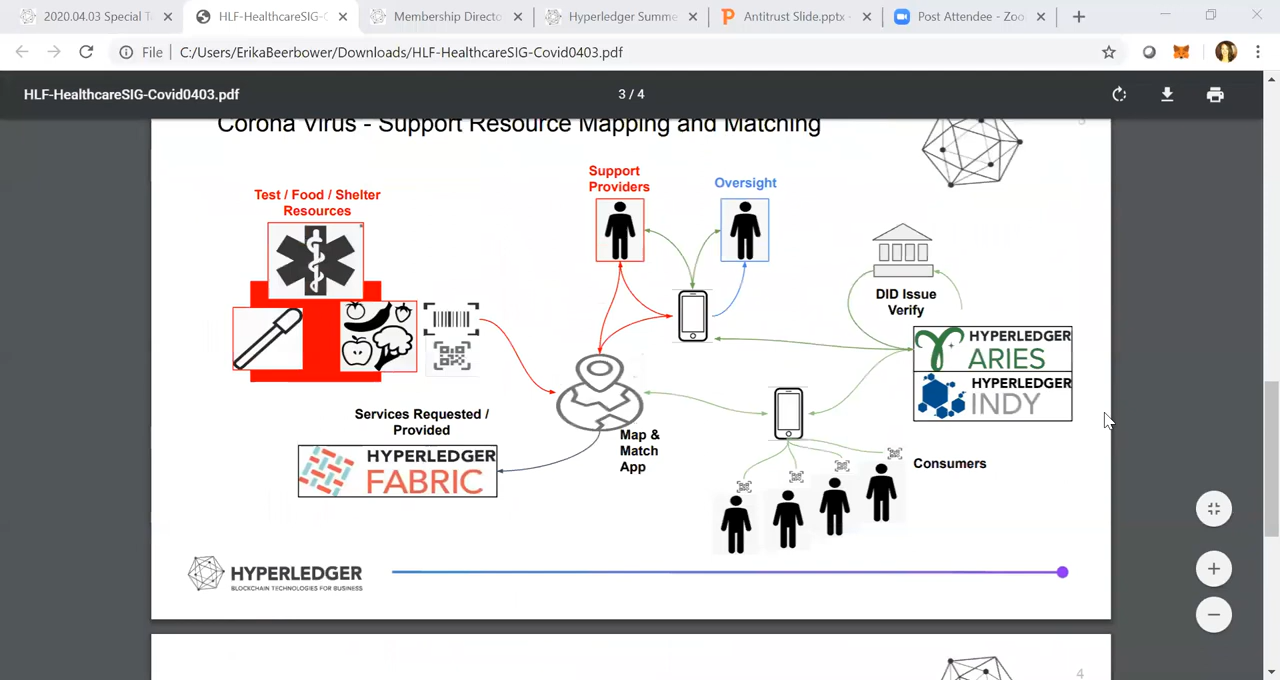 2020.04.03 Special T
HLF-HealthcareSIG-C
Membership Directo
Hyperledger Summe
Antitrust Slide.pptx -
Post Attendee - Zoo
File
C:/Users/ErikaBeerbower/Downloads/HLF-HealthcareSIG-Covid0403.pdf
HLF-HealthcareSIG-Covid0403.pdf
3 / 4
Corona Virus - Support Resource Mapping and Matching
3
Support
Providers
Oversight
Test / Food / Shelter
Resources
DID Issue
Verify
HYPERLEDGER
ARIES
HYPERLEDGER
INDY
Services Requested /
Provided
HYPERLEDGER
FABRIC
Map &
Match
App
Consumers
HYPERLEDGER
BLOCKCHAIN TECHNOLOGIES FOR BUSINESS
4